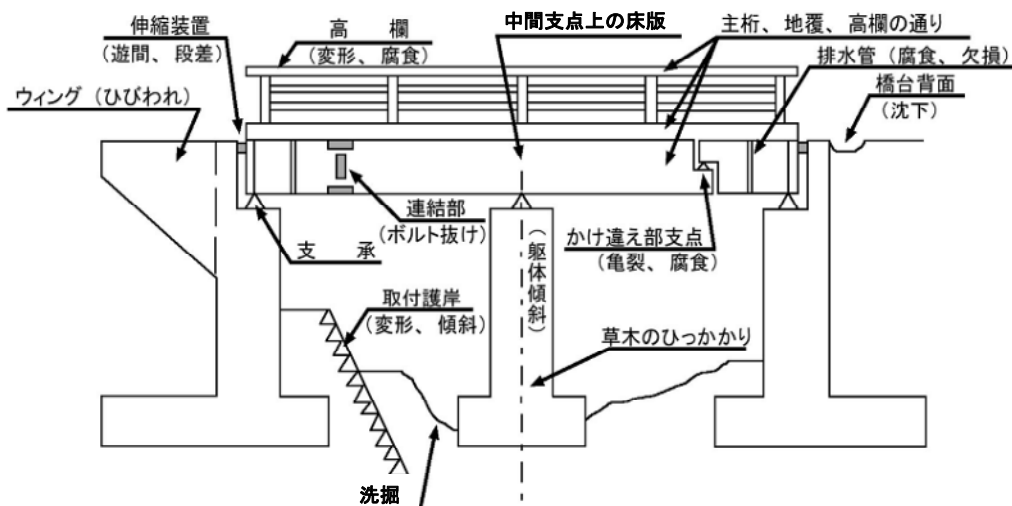 伸縮装置
(遊間、段差)
高　欄
(変形、腐食)
中間支点上の床版
主桁、地覆、高欄の通り
排水管(腐食、欠損)
ウィング(ひびわれ)
橋台背面
(沈下)
連結部
(ボルト抜け)
支　承
かけ違え部支点
(亀裂、腐食)
(躯体傾斜)
取付護岸
(変形、傾斜)
草木のひっかかり
洗掘